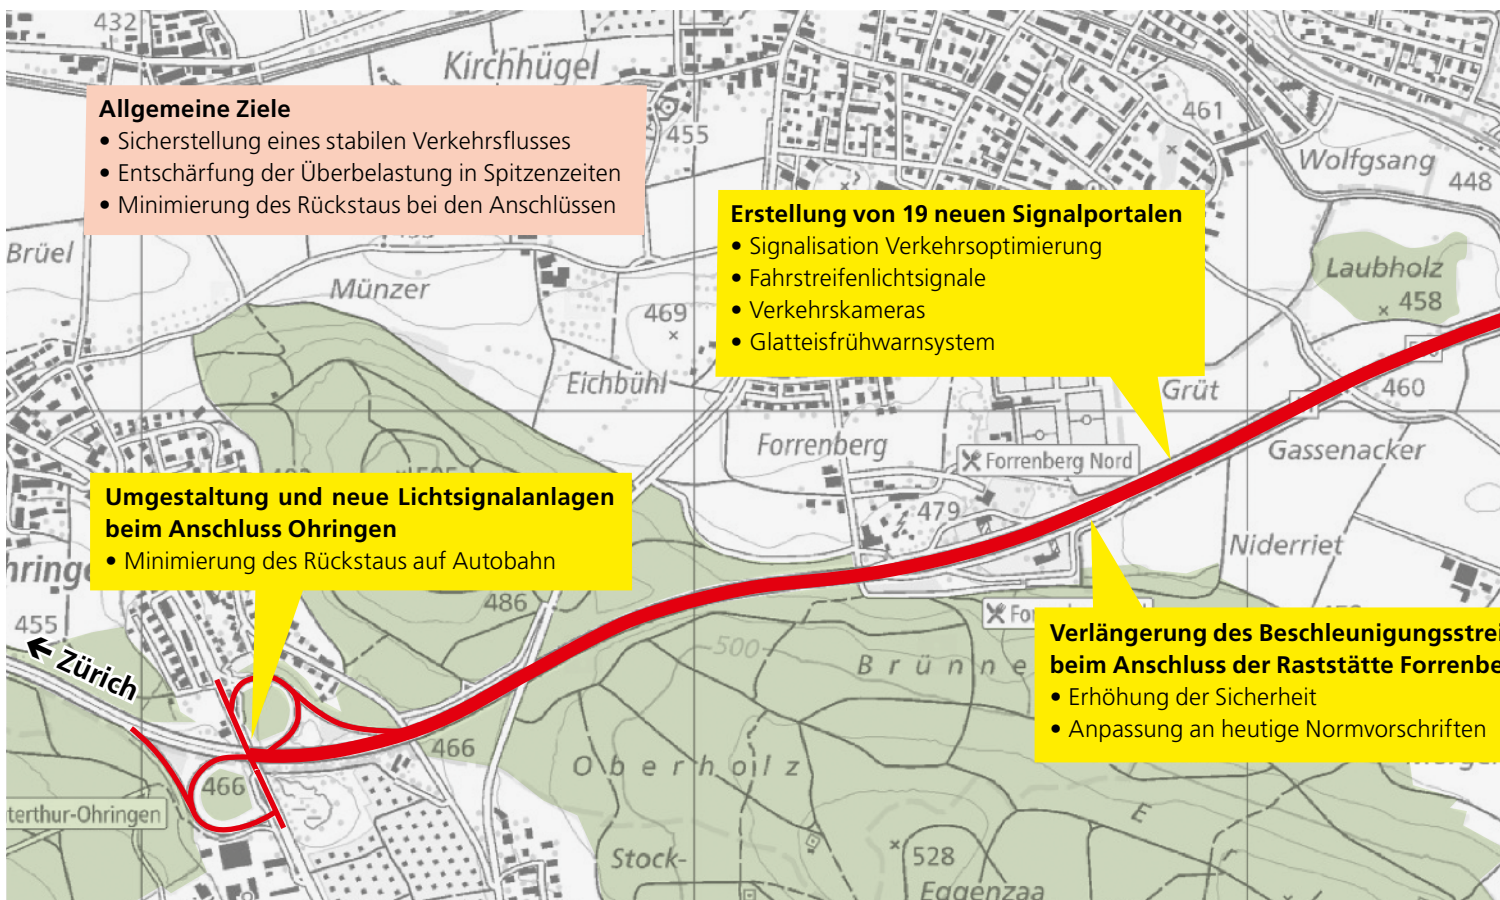 432
Kirchhügel
Allgemeine Ziele
• Sicherstellung eines stabilen Verkehrsflusses
• Entschärfung der Überbelastung in Spitzenzeiten
• Minimierung des Rückstaus bei den Anschlüssen
455
461
Wolfgsang
448
Erstellung von 19 neuen Signalportalen
• Signalisation Verkehrsoptimierung
• Fahrstreifenlichtsignale
• Verkehrskameras
• Glatteisfrühwarnsystem
Brüel
Münzer
469
Laubholz
458
Eichbühl
Grüt
460
Forrenberg
Forrenberg Nord
Gassenacker
479
Niderriet
Umgestaltung und neue Lichtsignalanlagen
beim Anschluss Ohringen
• Minimierung des Rückstaus auf Autobahn
486
455
← Zürich
500
Brünne
Verlängerung des Beschleunigungsstrei
beim Anschluss der Raststätte Forrenbe
• Erhöhung der Sicherheit
• Anpassung an heutige Normvorschriften
466
Oberholz
466
terthur-Ohringen
E
Stock-
528
Eggenzaa